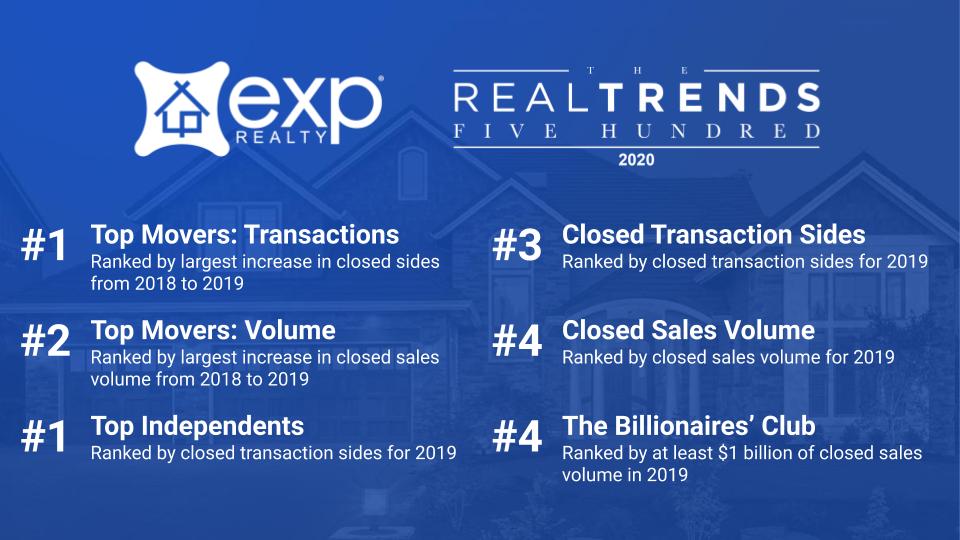 exp
REALTY
THE
REALTRENDS
FIVE HUNDRED
2020
#1 Top Movers: Transactions
Ranked by largest increase in closed sides
from 2018 to 2019
#2 Top Movers: Volume
Ranked by largest increase in closed sales
volume from 2018 to 2019
#1 Top Independents
Ranked by closed transaction sides for 2019
#3 Closed Transaction Sides
Ranked by closed transaction sides for 2019
#4 Closed Sales Volume
Ranked by closed sales volume for 2019
#4 The Billionaires’ Club
Ranked by at least $1 billion of closed sales
volume in 2019